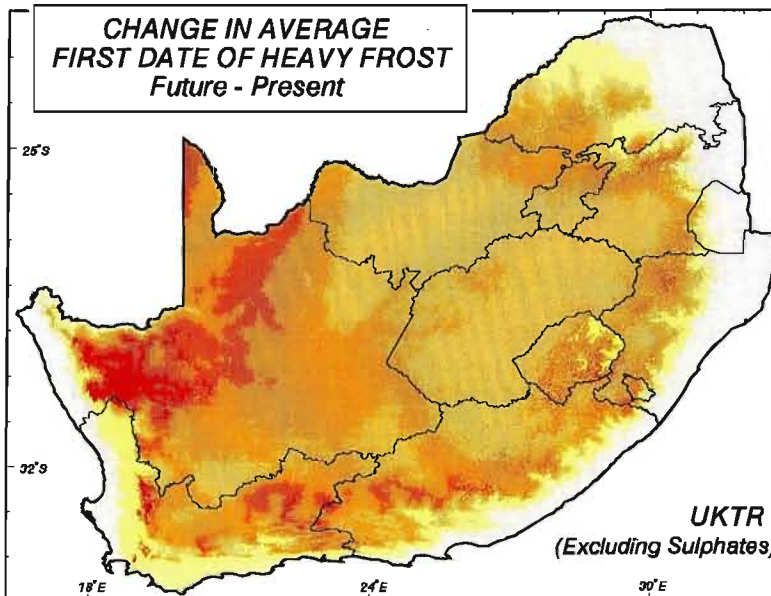 CHANGE IN AVERAGE
FIRST DATE OF HEAVY FROST
Future - Present
25°S
32°S
UKTR
(Excluding Sulphates)
18°E
24°E
30°E